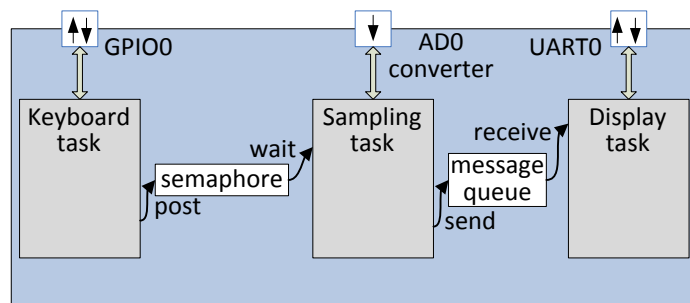 GPIO0
AD0
converter
UART0
Keyboard
task
Sampling
task
Display
task
wait
semaphore
post
receive
message
queue
send